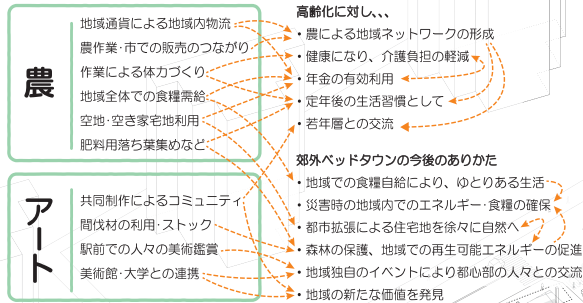 農
地域通貨による地域内物流
農作業・市での販売のつながり
作業による体力づくり
地域全体での食糧需給
空地・空き家宅地利用
肥料用落ち葉集めなど
アート
共同制作によるコミュニティ
間伐材の利用・ストック
駅前での人々の美術鑑賞
美術館・大学との連携
高齢化に対し、、、
・農による地域ネットワークの形成
・健康になり、介護負担の軽減
・年金の有効利用
・定年後の生活習慣として
・若年層との交流
郊外ベッドタウンの今後のありかた
・地域での食糧自給により、ゆとりある生活
・災害時の地域内でのエネルギー・食糧の確保
・都市拡張による住宅地を徐々に自然へ
・森林の保護、地域での再生可能エネルギーの促進
・地域独自のイベントにより都心部の人々との交流
・地域の新たな価値を発見